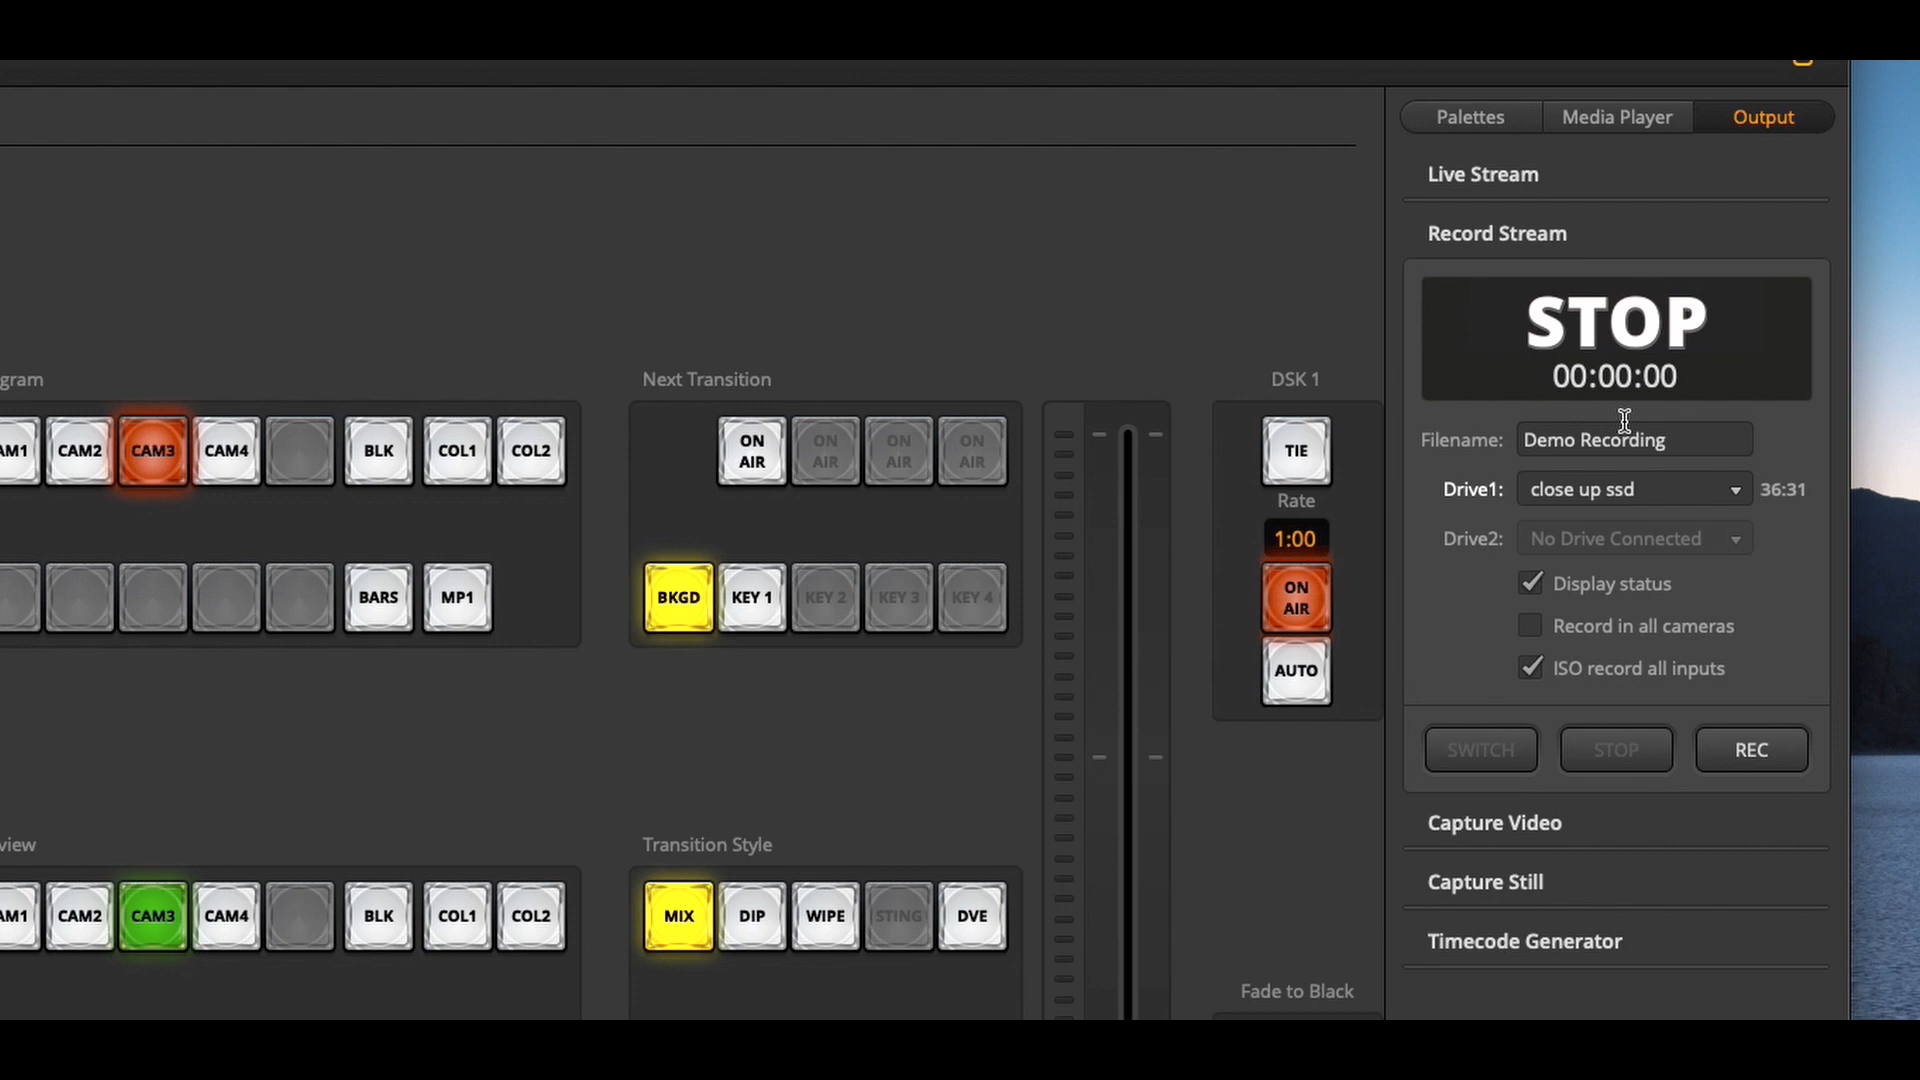 Palettes Media Player Output
Live Stream
Record Stream
STOP
00:00:00
Filename: Demo Recording
Drive1: close up ssd 36:31
Drive2: No Drive Connected
Display status
Record in all cameras
ISO record all inputs
SWITCH STOP REC
Capture Video
Capture Still
Timecode Generator
gram
AM1 CAM2 CAM3 CAM4 BLK COL1 COL2
BARS MP1
Next Transition
ON AIR ON AIR ON AIR ON AIR
BKGD KEY 1 KEY 2 KEY 3 KEY 4
DSK 1
TIE
Rate
1:00
ON
AIR
AUTO
view
AM1 CAM2 CAM3 CAM4 BLK COL1 COL2
Transition Style
MIX DIP WIPE STING DVE
Fade to Black